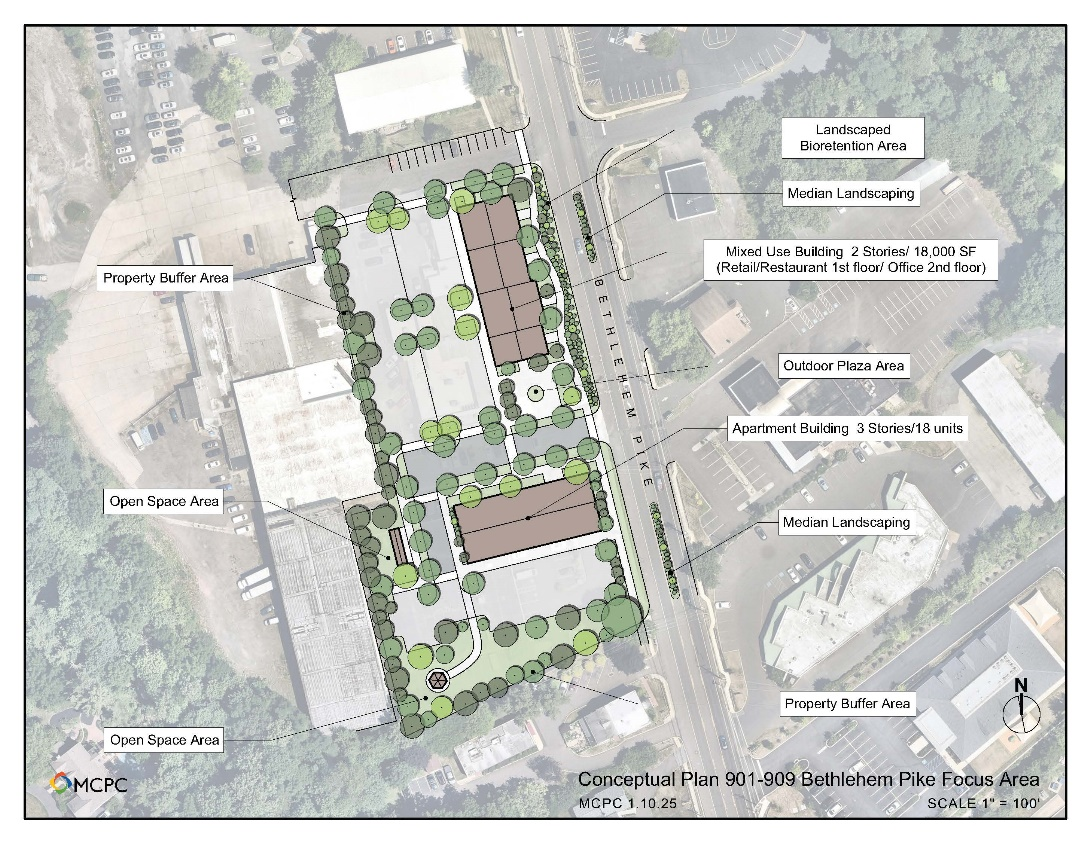 Landscaped
Bioretention Area
Median Landscaping
Mixed Use Building 2 Stories/ 18,000 SF
(Retail/Restaurant 1st floor/ Office 2nd floor)
Property Buffer Area
BETHLEHEM PIKE
Outdoor Plaza Area
Apartment Building 3 Stories/18 units
Open Space Area
Median Landscaping
Property Buffer Area
N
Open Space Area
MCPC
Conceptual Plan 901-909 Bethlehem Pike Focus Area
MCPC 1.10.25
SCALE 1" = 100'